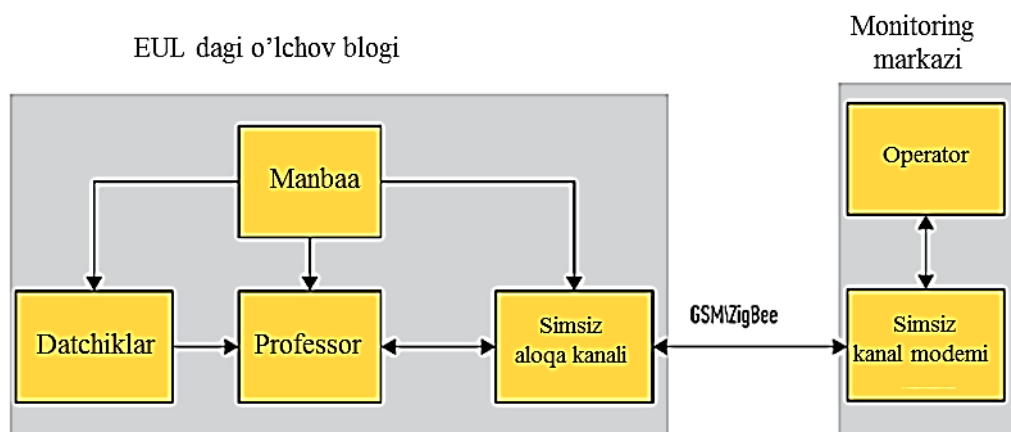 EUL dagi o’lchov blogi
Monitoring
markazi
Manbaa
Operator
Datchiklar
Professor
Simsiz
aloqa kanali
GSM\ZigBee
Simsiz
kanal modemi